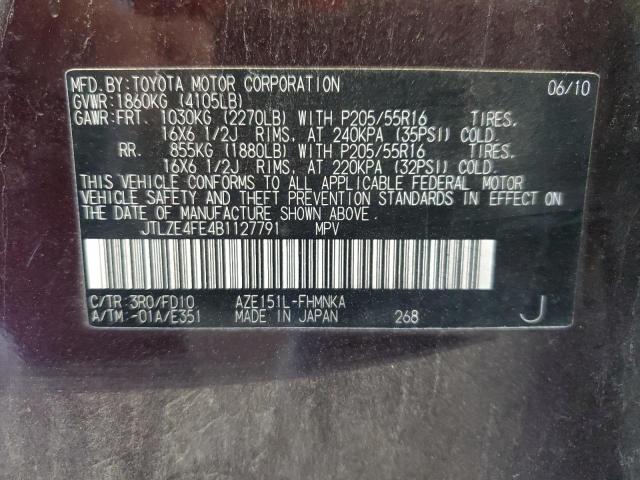 MFD.BY:TOYOTA MOTOR CORPORATION 06/10
GVWR:1860KG (4105LB)
GAWR:FRT. 1030KG (2270LB) WITH P205/55R16 TIRES.
16X6 1/2J RIMS. AT 240KPA (35PSI) COLD.
RR. 855KG (1880LB) WITH P205/55R16 TIRES.
16X6 1/2J RIMS. AT 220KPA (32PSI) COLD.
THIS VEHICLE CONFORMS TO ALL APPLICABLE FEDERAL MOTOR
VEHICLE SAFETY AND THEFT PREVENTION STANDARDS IN EFFECT ON
THE DATE OF MANUFACTURE SHOWN ABOVE.
JTLZE4FE4B1127791 MPV
C/TR:3R0/FD10 AZE151L-FHMNKA
A/TM:-01A/E351 MADE IN JAPAN 268 J